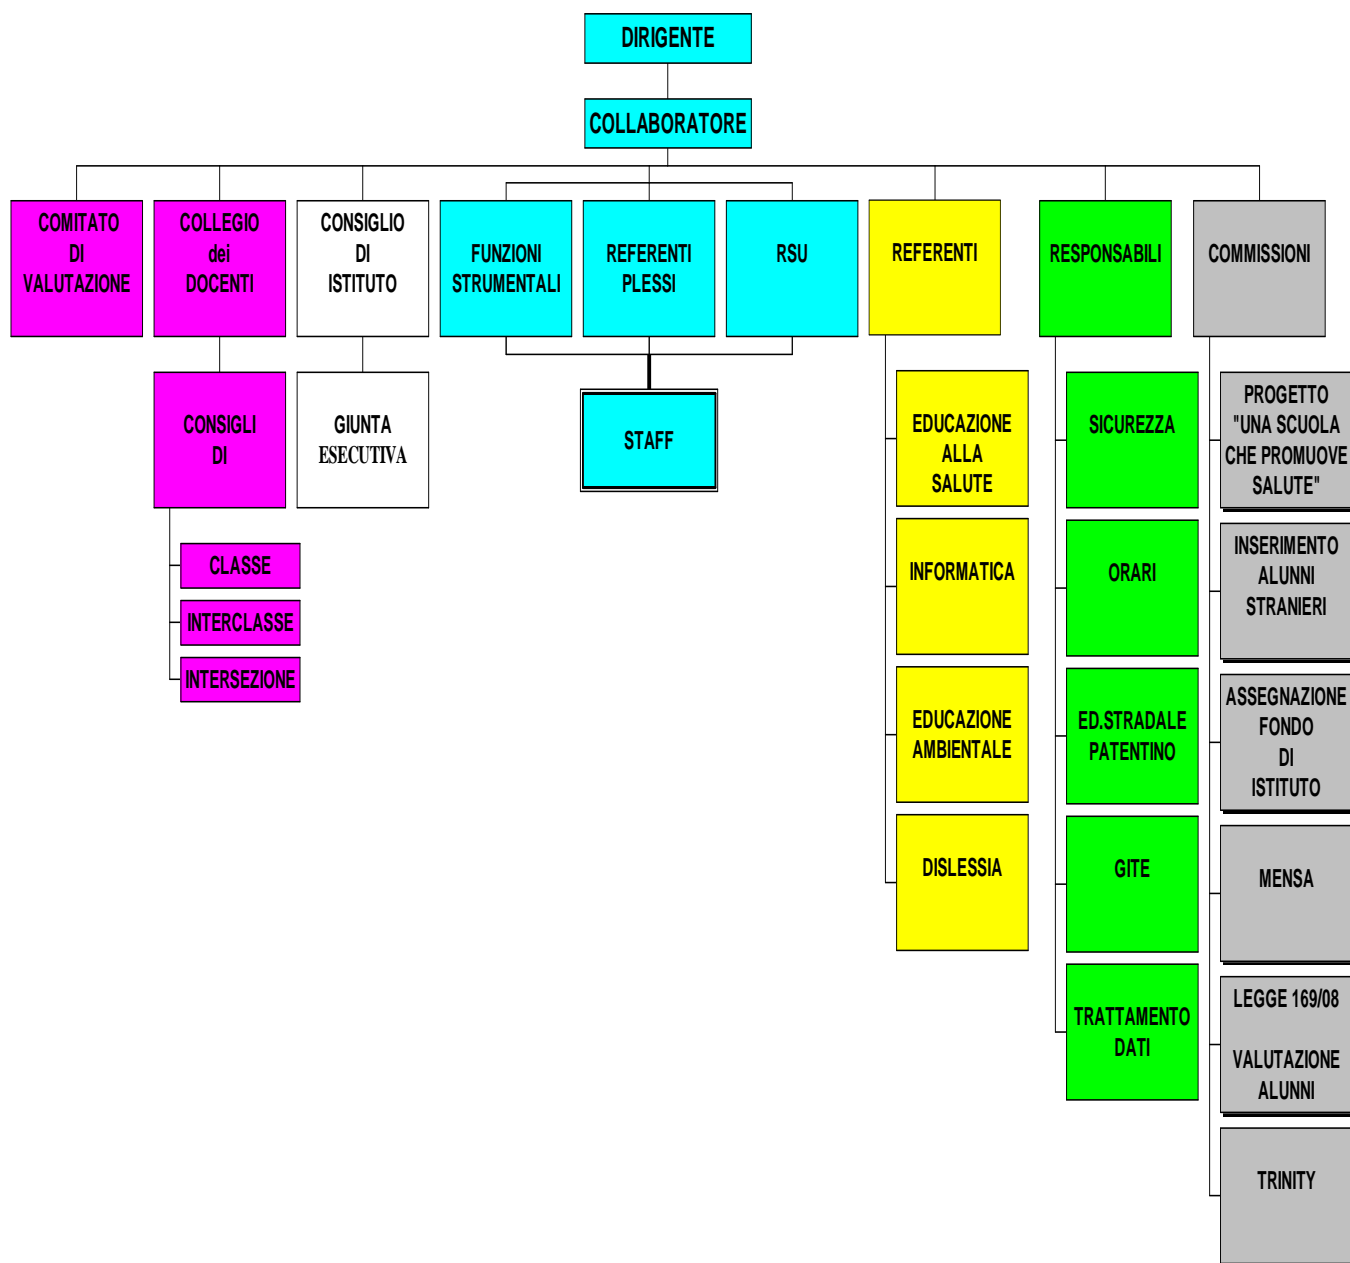 DIRIGENTE
COLLABORATORE
COMITATO
DI
VALUTAZIONE
COLLEGIO
dei
DOCENTI
CONSIGLIO
DI
ISTITUTO
FUNZIONI
STRUMENTALI
REFERENTI
PLESSI
RSU
REFERENTI
RESPONSABILI
COMMISSIONI
CONSIGLI
DI
CLASSE
INTERCLASSE
INTERSEZIONE
GIUNTA
ESECUTIVA
STAFF
EDUCAZIONE
ALLA
SALUTE
INFORMATICA
EDUCAZIONE
AMBIENTALE
DISLESSIA
SICUREZZA
ORARI
ED.STRADALE
PATENTINO
GITE
TRATTAMENTO
DATI
PROGETTO
"UNA SCUOLA
CHE PROMUOVE
SALUTE"
INSERIMENTO
ALUNNI
STRANIERI
ASSEGNAZIONE
FONDO
DI
ISTITUTO
MENSA
LEGGE 169/08
VALUTAZIONE
ALUNNI
TRINITY